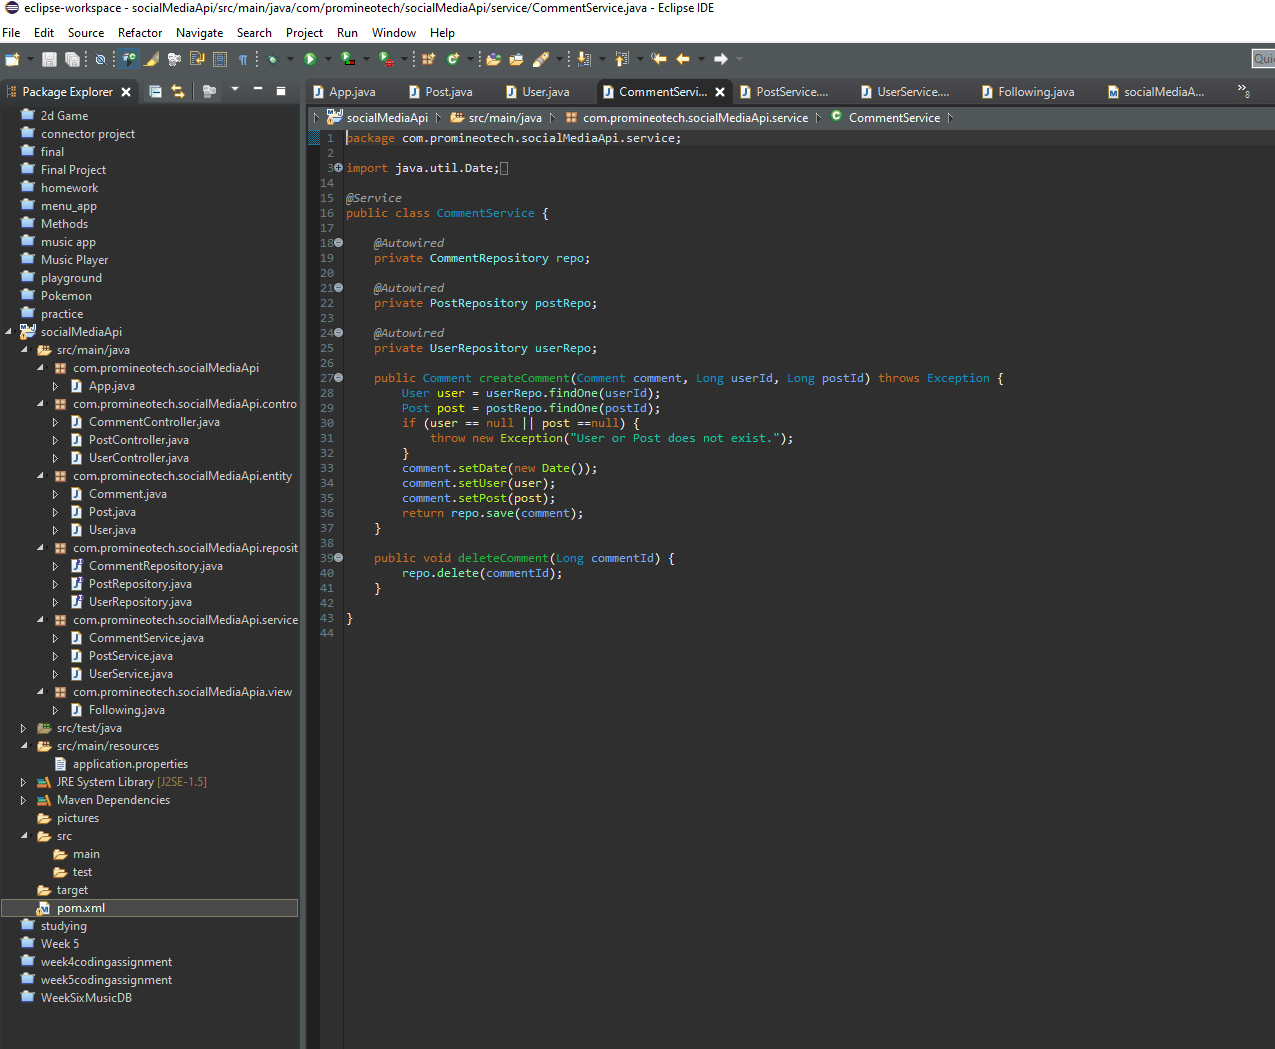 eclipse-workspace - socialMediaApi/src/main/java/com/promineotech/socialMediaApi/service/CommentService.java - Eclipse IDE
File Edit Source Refactor Navigate Search Project Run Window Help
Package Explorer
App.java Post.java User.java CommentServi... PostService.... UserService.... Following.java socialMediaA... »8
socialMediaApi src/main/java com.promineotech.socialMediaApi.service CommentService
2d Game
connector project
final
Final Project
homework
menu_app
Methods
music app
Music Player
playground
Pokemon
practice
socialMediaApi
src/main/java
com.promineotech.socialMediaApi
App.java
com.promineotech.socialMediaApi.contro
CommentController.java
PostController.java
UserController.java
com.promineotech.socialMediaApi.entity
Comment.java
Post.java
User.java
com.promineotech.socialMediaApi.reposit
CommentRepository.java
PostRepository.java
UserRepository.java
com.promineotech.socialMediaApi.service
CommentService.java
PostService.java
UserService.java
com.promineotech.socialMediaApia.view
Following.java
src/test/java
src/main/resources
application.properties
JRE System Library [J2SE-1.5]
Maven Dependencies
pictures
src
main
test
target
pom.xml
studying
Week 5
week4codingassignment
week5codingassignment
WeekSixMusicDB
1 package com.promineotech.socialMediaApi.service;
2
3 import java.util.Date;
14
15 @Service
16 public class CommentService {
17
18 @Autowired
19 private CommentRepository repo;
20
21 @Autowired
22 private PostRepository postRepo;
23
24 @Autowired
25 private UserRepository userRepo;
26
27 public Comment createComment(Comment comment, Long userId, Long postId) throws Exception {
28 User user = userRepo.findOne(userId);
29 Post post = postRepo.findOne(postId);
30 if (user == null || post ==null) {
31 throw new Exception("User or Post does not exist.");
32 }
33 comment.setDate(new Date());
34 comment.setUser(user);
35 comment.setPost(post);
36 return repo.save(comment);
37 }
38
39 public void deleteComment(Long commentId) {
40 repo.delete(commentId);
41 }
42
43 }
44